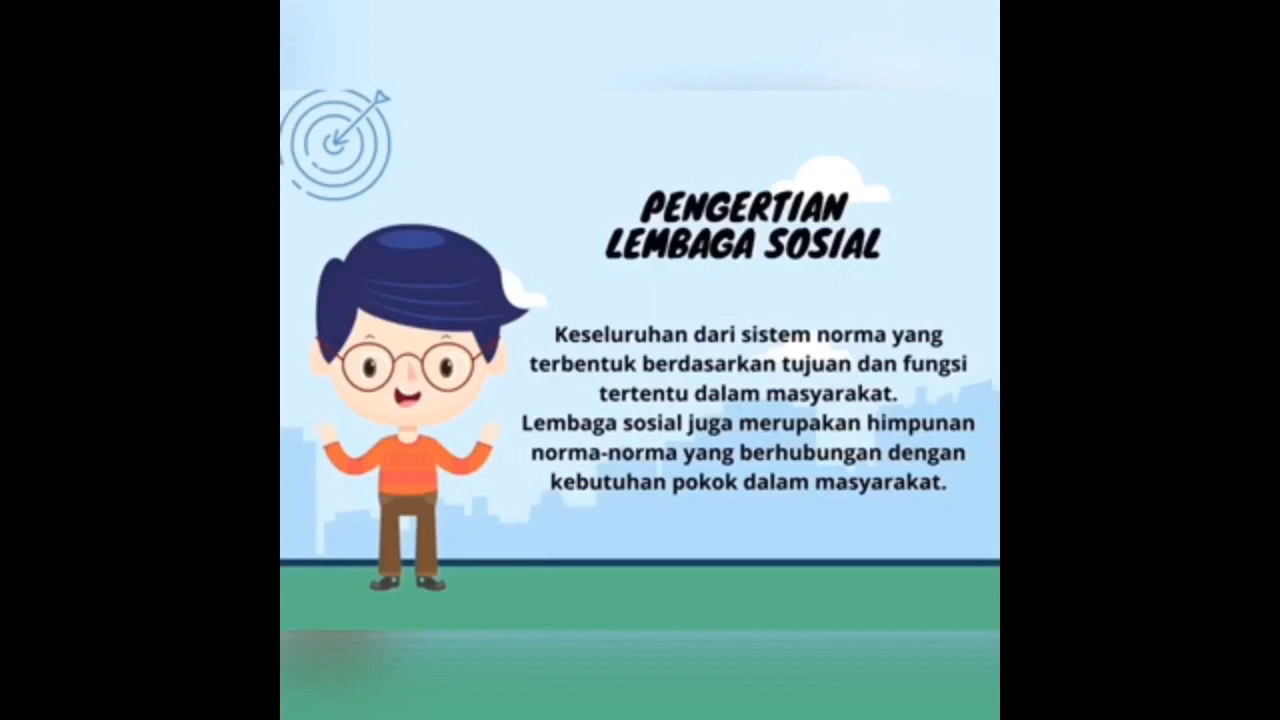 PENGERTIAN
LEMBAGA SOSIAL
Keseluruhan dari sistem norma yang
terbentuk berdasarkan tujuan dan fungsi
tertentu dalam masyarakat.
Lembaga sosial juga merupakan himpunan
norma-norma yang berhubungan dengan
kebutuhan pokok dalam masyarakat.